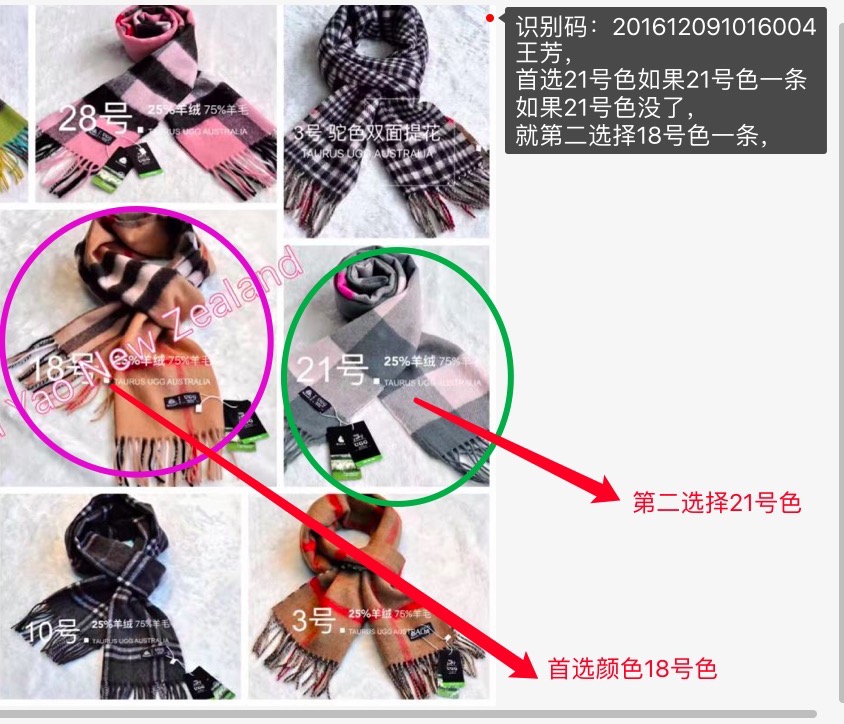 识别码：201612091016004
王芳，
首选21号色如果21号色一条
如果21号色没了，
就第二选择18号色一条，
28号. 25%羊绒 75%羊毛
TAURUS UGG AUSTRALIA
3号 驼色双面提花
TAURUS UGG AUSTRALIA
Yao New Zealand
18号. 25%羊绒 75%羊毛
TAURUS UGG AUSTRALIA
21号. 25%羊绒 75%羊毛
TAURUS UGG AUSTRALIA
UGG
第二选择21号色
10号. 25%羊绒 75%羊毛
TAURUS UGG AUSTRALIA
3号. 25%羊绒 75%羊毛
TAURUS UGG AUSTRALIA
首选颜色18号色